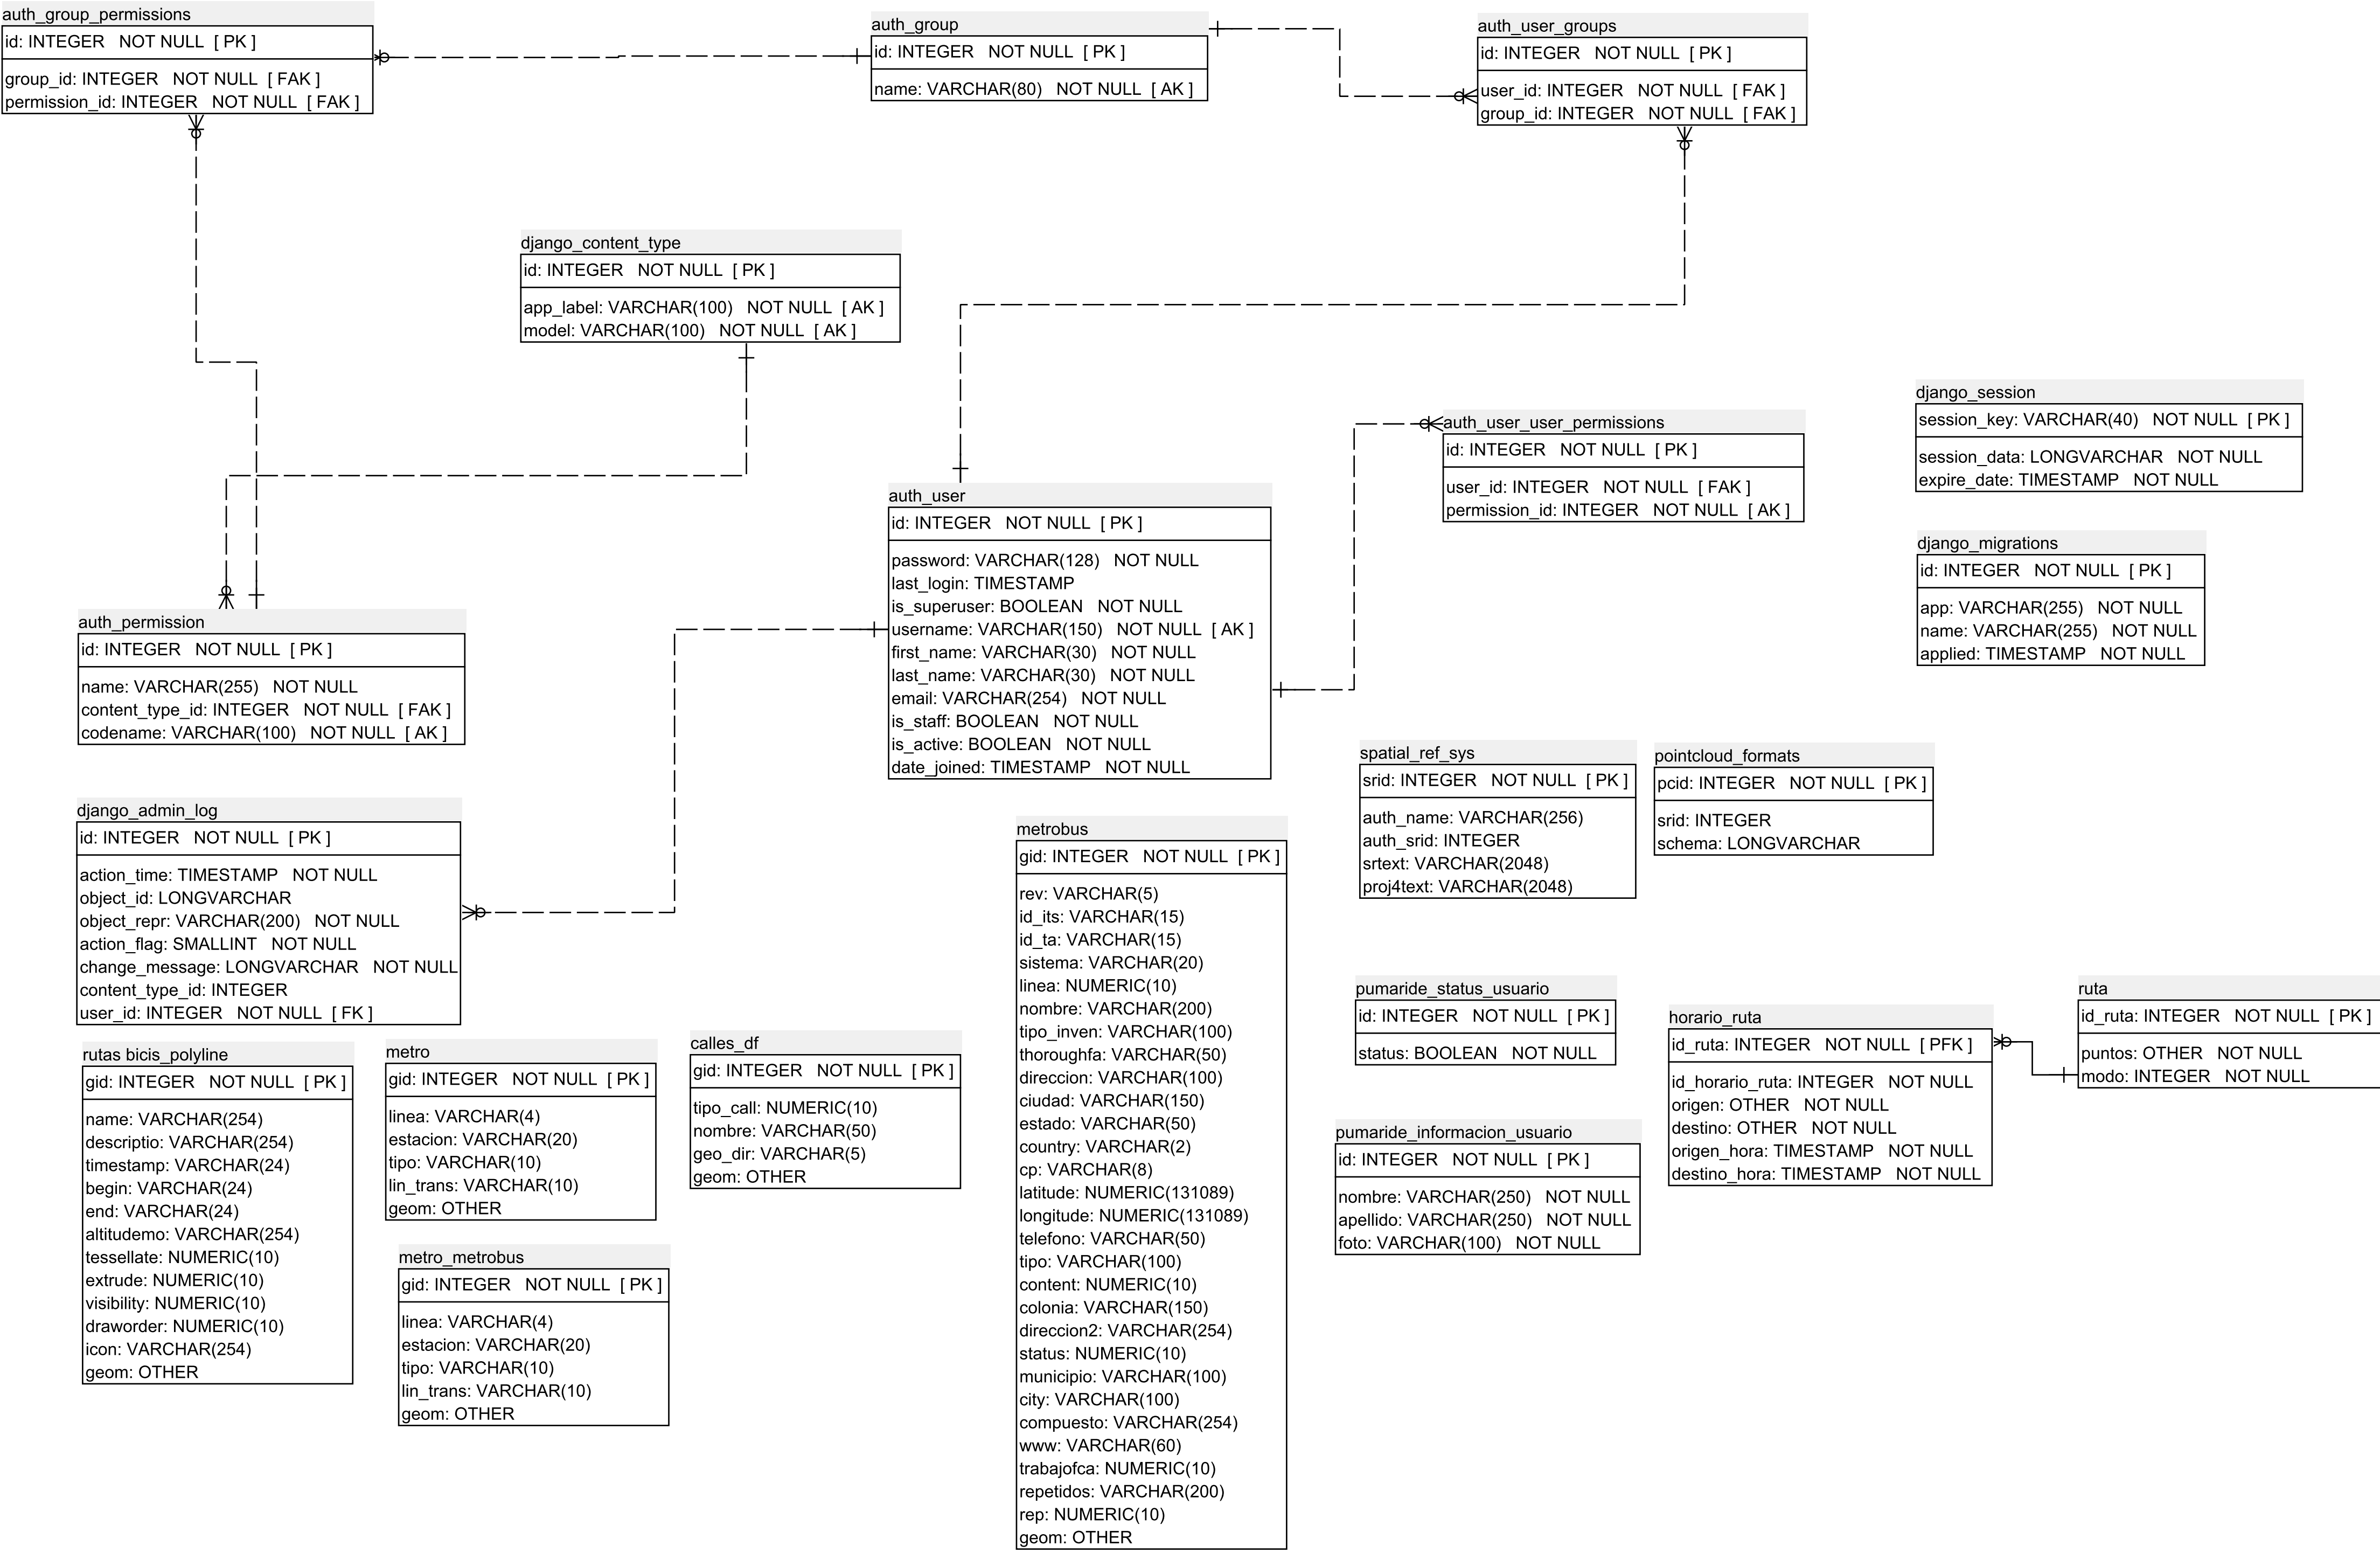 auth_group_permissions
id: INTEGER NOT NULL [ PK ]
group_id: INTEGER NOT NULL [ FAK ]
permission_id: INTEGER NOT NULL [ FAK ]
auth_group
id: INTEGER NOT NULL [ PK ]
name: VARCHAR(80) NOT NULL [ AK ]
auth_user_groups
id: INTEGER NOT NULL [ PK ]
user_id: INTEGER NOT NULL [ FAK ]
group_id: INTEGER NOT NULL [ FAK ]
django_content_type
id: INTEGER NOT NULL [ PK ]
app_label: VARCHAR(100) NOT NULL [ AK ]
model: VARCHAR(100) NOT NULL [ AK ]
django_session
session_key: VARCHAR(40) NOT NULL [ PK ]
session_data: LONGVARCHAR NOT NULL
expire_date: TIMESTAMP NOT NULL
auth_user_user_permissions
id: INTEGER NOT NULL [ PK ]
user_id: INTEGER NOT NULL [ FAK ]
permission_id: INTEGER NOT NULL [ AK ]
auth_user
id: INTEGER NOT NULL [ PK ]
password: VARCHAR(128) NOT NULL
last_login: TIMESTAMP
is_superuser: BOOLEAN NOT NULL
username: VARCHAR(150) NOT NULL [ AK ]
first_name: VARCHAR(30) NOT NULL
last_name: VARCHAR(30) NOT NULL
email: VARCHAR(254) NOT NULL
is_staff: BOOLEAN NOT NULL
is_active: BOOLEAN NOT NULL
date_joined: TIMESTAMP NOT NULL
django_migrations
id: INTEGER NOT NULL [ PK ]
app: VARCHAR(255) NOT NULL
name: VARCHAR(255) NOT NULL
applied: TIMESTAMP NOT NULL
auth_permission
id: INTEGER NOT NULL [ PK ]
name: VARCHAR(255) NOT NULL
content_type_id: INTEGER NOT NULL [ FAK ]
codename: VARCHAR(100) NOT NULL [ AK ]
spatial_ref_sys
srid: INTEGER NOT NULL [ PK ]
auth_name: VARCHAR(256)
auth_srid: INTEGER
srtext: VARCHAR(2048)
proj4text: VARCHAR(2048)
pointcloud_formats
pcid: INTEGER NOT NULL [ PK ]
srid: INTEGER
schema: LONGVARCHAR
django_admin_log
id: INTEGER NOT NULL [ PK ]
action_time: TIMESTAMP NOT NULL
object_id: LONGVARCHAR
object_repr: VARCHAR(200) NOT NULL
action_flag: SMALLINT NOT NULL
change_message: LONGVARCHAR NOT NULL
content_type_id: INTEGER
user_id: INTEGER NOT NULL [ FK ]
metrobus
gid: INTEGER NOT NULL [ PK ]
rev: VARCHAR(5)
id_its: VARCHAR(15)
id_ta: VARCHAR(15)
sistema: VARCHAR(20)
linea: NUMERIC(10)
nombre: VARCHAR(200)
tipo_inven: VARCHAR(100)
thoroughfa: VARCHAR(50)
direccion: VARCHAR(100)
ciudad: VARCHAR(150)
estado: VARCHAR(50)
country: VARCHAR(2)
cp: VARCHAR(8)
latitude: NUMERIC(131089)
longitude: NUMERIC(131089)
telefono: VARCHAR(50)
tipo: VARCHAR(100)
content: NUMERIC(10)
colonia: VARCHAR(150)
direccion2: VARCHAR(254)
status: NUMERIC(10)
municipio: VARCHAR(100)
city: VARCHAR(100)
compuesto: VARCHAR(254)
www: VARCHAR(60)
trabajofca: NUMERIC(10)
repetidos: VARCHAR(200)
rep: NUMERIC(10)
geom: OTHER
pumaride_status_usuario
id: INTEGER NOT NULL [ PK ]
status: BOOLEAN NOT NULL
horario_ruta
id_ruta: INTEGER NOT NULL [ PFK ]
id_horario_ruta: INTEGER NOT NULL
origen: OTHER NOT NULL
destino: OTHER NOT NULL
origen_hora: TIMESTAMP NOT NULL
destino_hora: TIMESTAMP NOT NULL
ruta
id_ruta: INTEGER NOT NULL [ PK ]
puntos: OTHER NOT NULL
modo: INTEGER NOT NULL
rutas bicis_polyline
gid: INTEGER NOT NULL [ PK ]
name: VARCHAR(254)
descriptio: VARCHAR(254)
timestamp: VARCHAR(24)
begin: VARCHAR(24)
end: VARCHAR(24)
altitudemo: VARCHAR(254)
tessellate: NUMERIC(10)
extrude: NUMERIC(10)
visibility: NUMERIC(10)
draworder: NUMERIC(10)
icon: VARCHAR(254)
geom: OTHER
metro
gid: INTEGER NOT NULL [ PK ]
linea: VARCHAR(4)
estacion: VARCHAR(20)
tipo: VARCHAR(10)
lin_trans: VARCHAR(10)
geom: OTHER
calles_df
gid: INTEGER NOT NULL [ PK ]
tipo_call: NUMERIC(10)
nombre: VARCHAR(50)
geo_dir: VARCHAR(5)
geom: OTHER
pumaride_informacion_usuario
id: INTEGER NOT NULL [ PK ]
nombre: VARCHAR(250) NOT NULL
apellido: VARCHAR(250) NOT NULL
foto: VARCHAR(100) NOT NULL
metro_metrobus
gid: INTEGER NOT NULL [ PK ]
linea: VARCHAR(4)
estacion: VARCHAR(20)
tipo: VARCHAR(10)
lin_trans: VARCHAR(10)
geom: OTHER